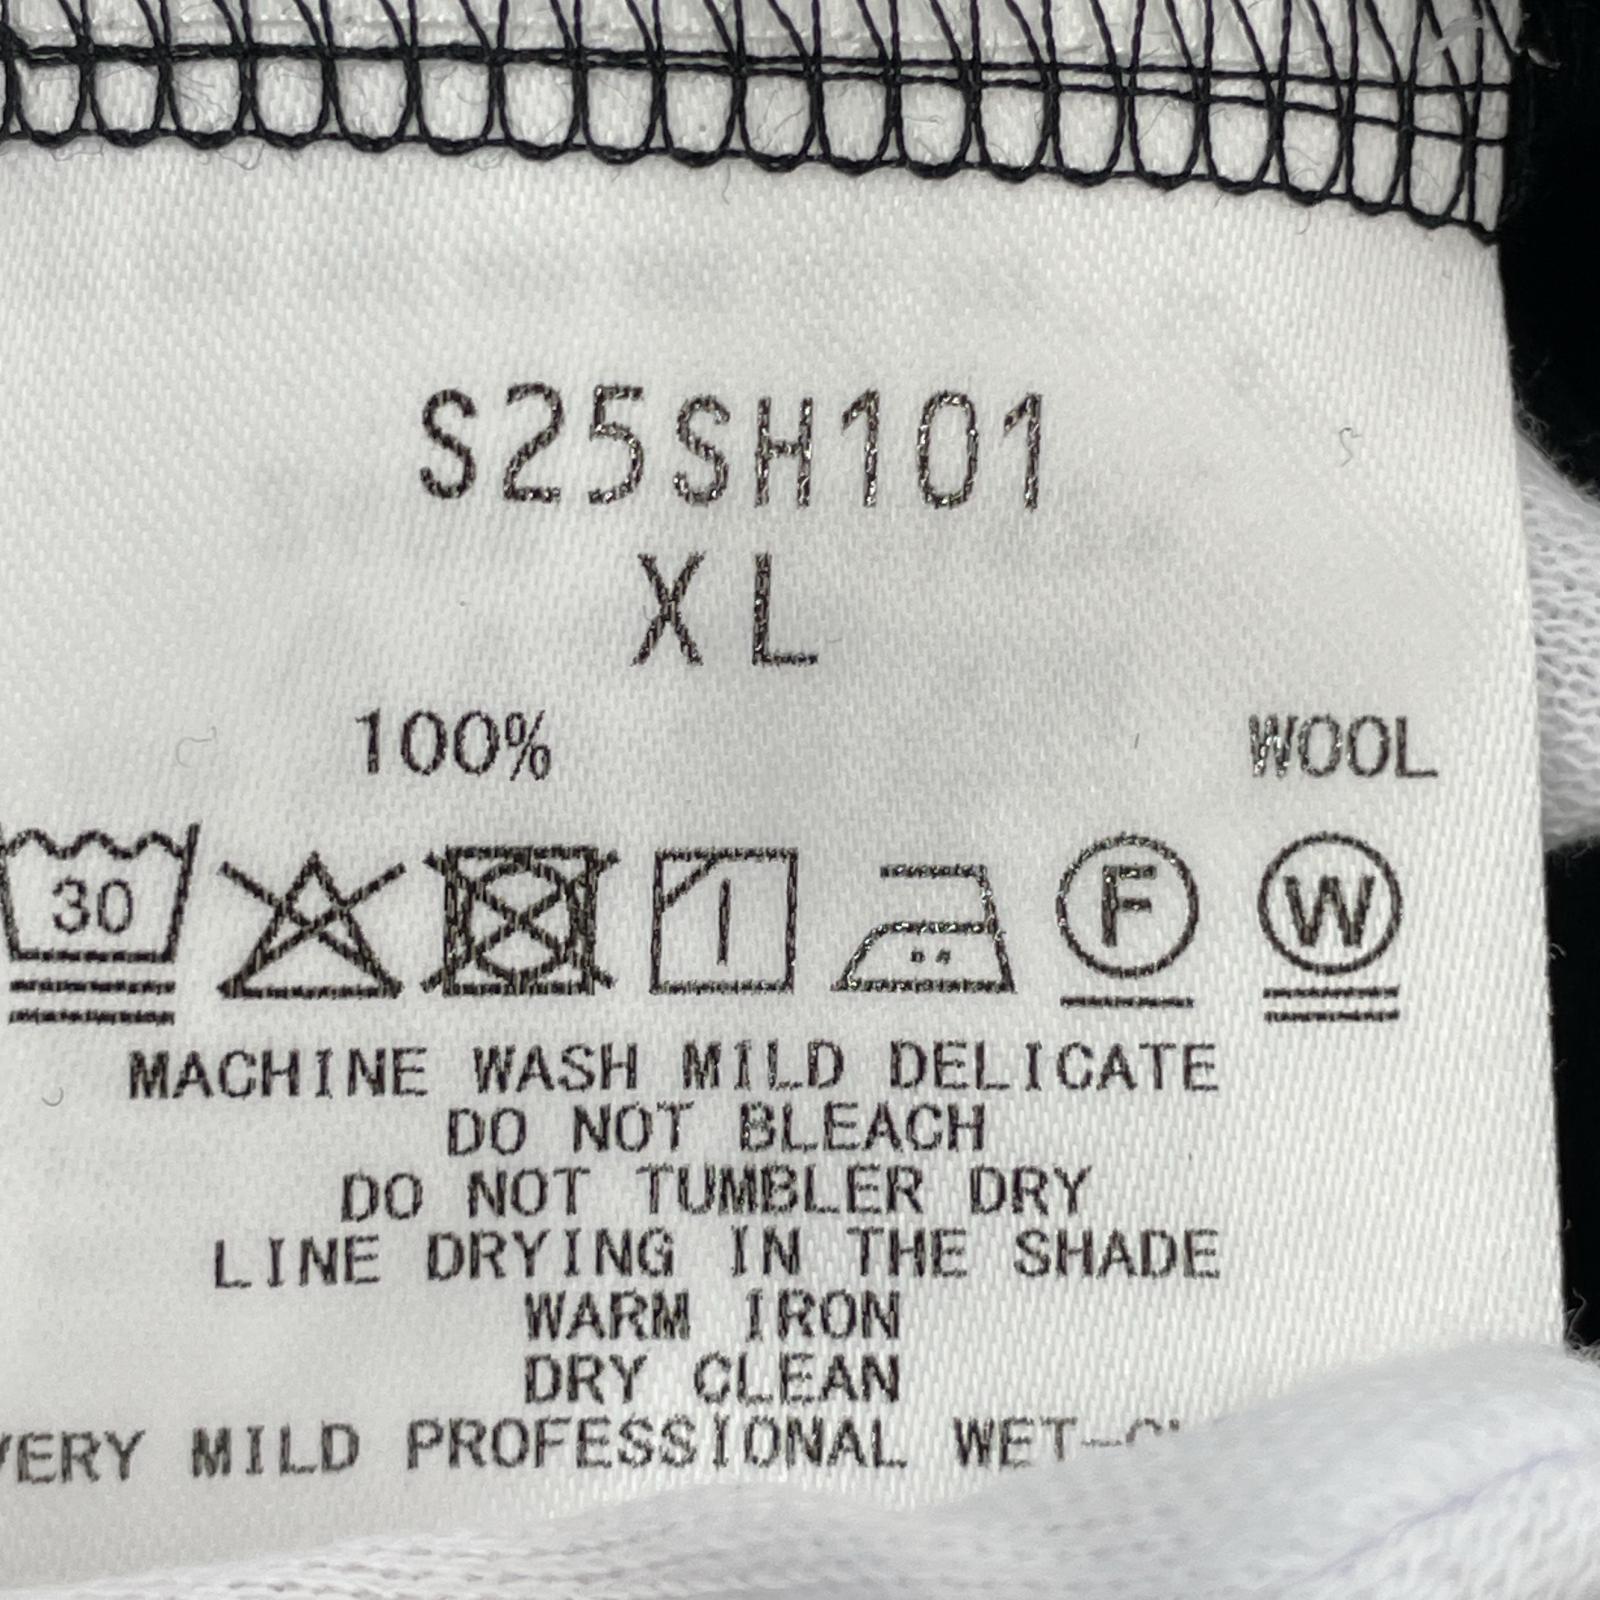 S25SH101
XL
100% WOOL
30 F W
MACHINE WASH MILD DELICATE
DO NOT BLEACH
DO NOT TUMBLER DRY
LINE DRYING IN THE SHADE
WARM IRON
DRY CLEAN
VERY MILD PROFESSIONAL